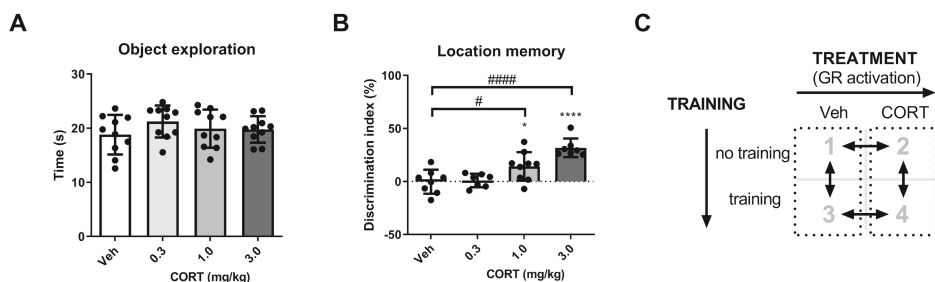 A
Object exploration
Time (s)
30
20
10
0
Veh
0.3
1.0
3.0
CORT (mg/kg)
B
Location memory
Discrimination index (%)
100
50
0
-50
####
#
*
****
Veh
0.3
1.0
3.0
CORT (mg/kg)
C
TREATMENT
(GR activation)
TRAINING
Veh
CORT
no training
1
2
training
3
4